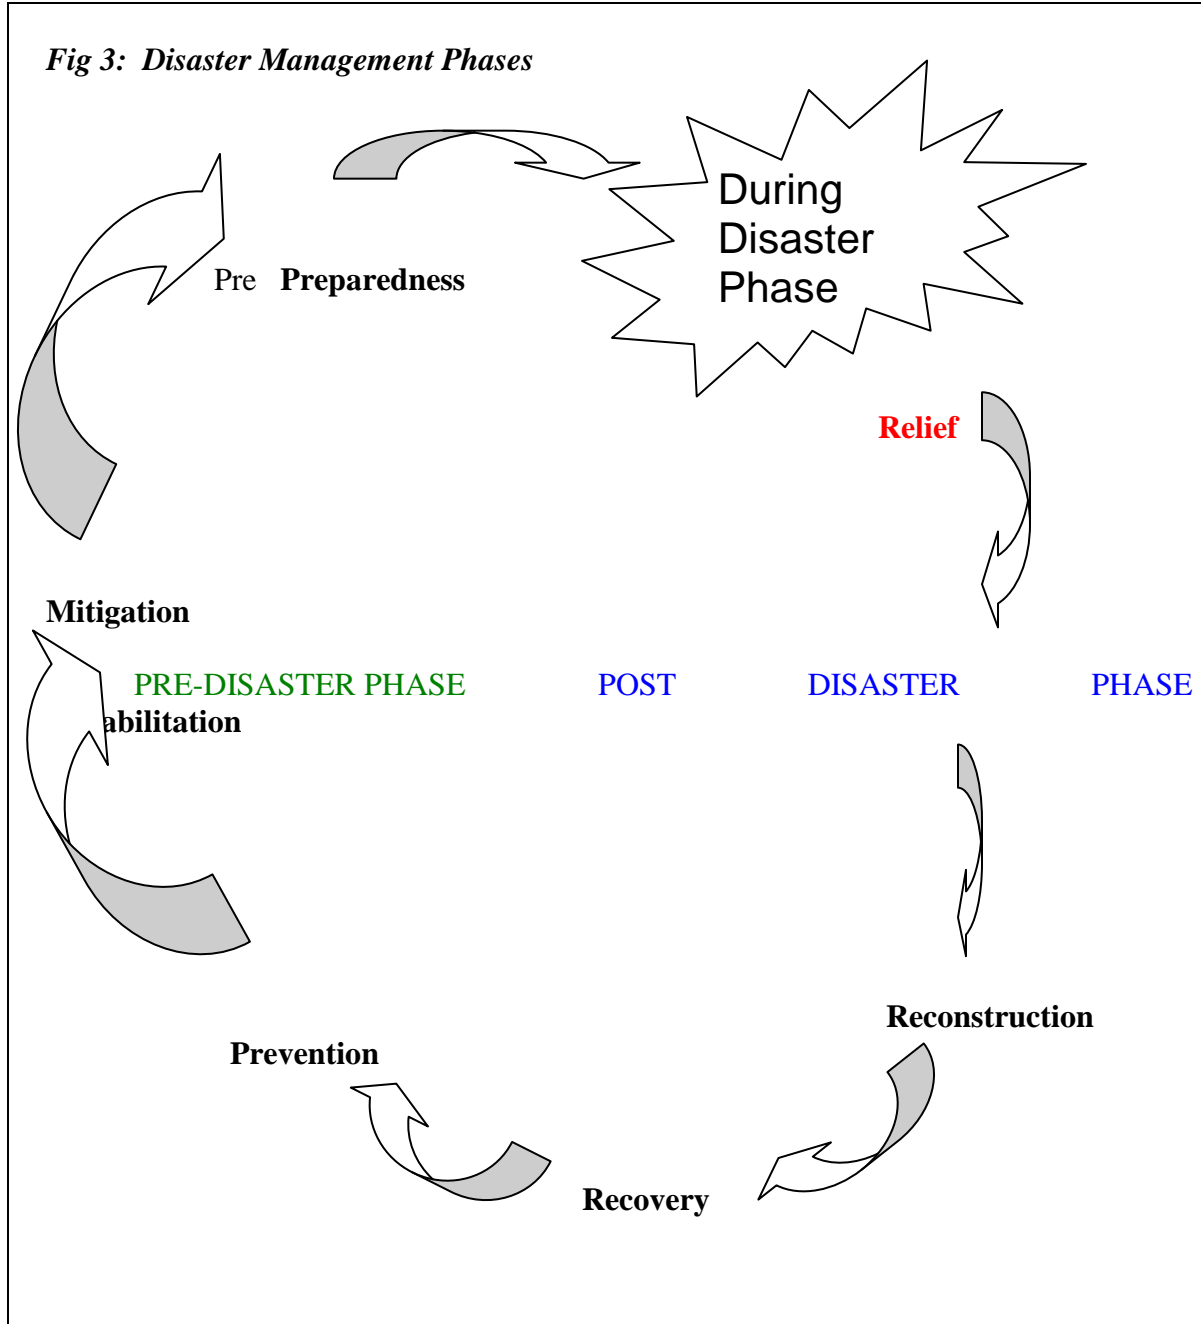 Fig 3: Disaster Management Phases
During
Disaster
Phase
Pre Preparedness
Relief
Mitigation
PRE-DISASTER PHASE POST DISASTER PHASE
abilitation
Reconstruction
Prevention
Recovery